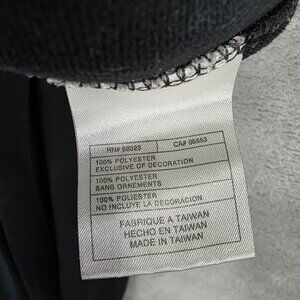 RN# 56323 CA# 05553
100% POLYESTER
EXCLUSIVE OF DECORATION
100% POLYESTER
SANS ORNEMENTS
100% POLIESTER
NO INCLUYE LA DECORACION
FABRIQUE A TAIWAN
HECHO EN TAIWAN
MADE IN TAIWAN